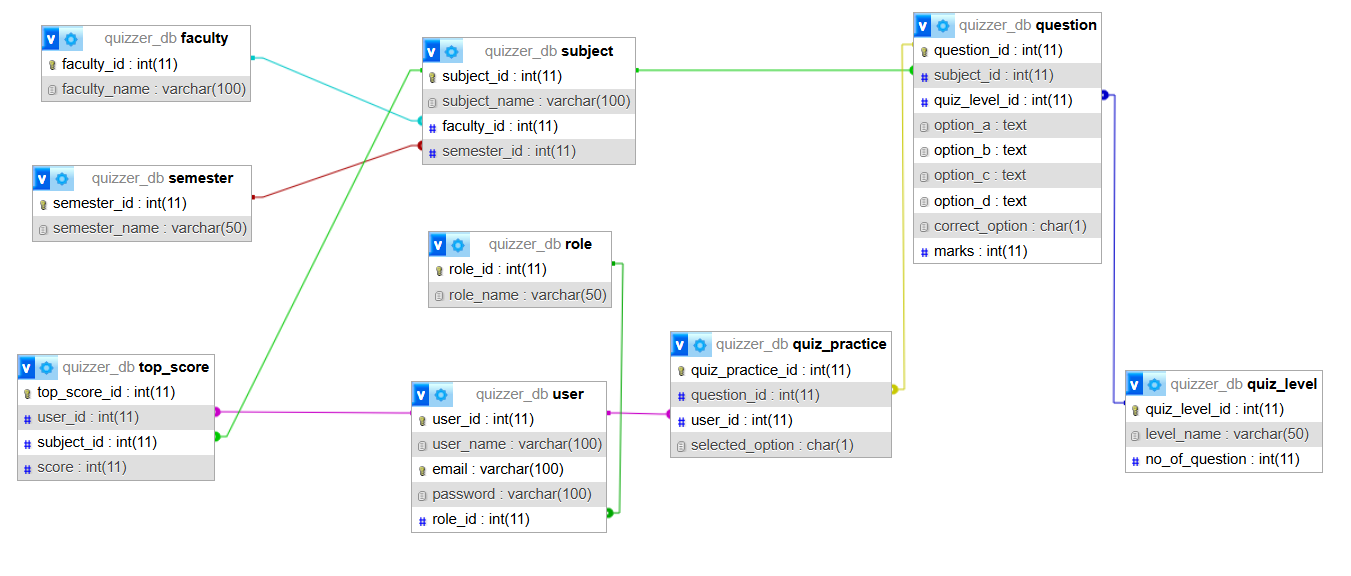 v quizzer_db faculty
faculty_id : int(11)
faculty_name : varchar(100)
v quizzer_db semester
semester_id : int(11)
semester_name : varchar(50)
v quizzer_db top_score
top_score_id : int(11)
# user_id : int(11)
# subject_id : int(11)
# score : int(11)
v quizzer_db subject
subject_id : int(11)
subject_name : varchar(100)
# faculty_id : int(11)
# semester_id : int(11)
v quizzer_db role
role_id : int(11)
role_name : varchar(50)
v quizzer_db user
user_id : int(11)
user_name : varchar(100)
email : varchar(100)
password : varchar(100)
# role_id : int(11)
v quizzer_db quiz_practice
quiz_practice_id : int(11)
# question_id : int(11)
# user_id : int(11)
selected_option : char(1)
v quizzer_db question
question_id : int(11)
# subject_id : int(11)
# quiz_level_id : int(11)
option_a : text
option_b : text
option_c : text
option_d : text
correct_option : char(1)
# marks : int(11)
v quizzer_db quiz_level
quiz_level_id : int(11)
level_name : varchar(50)
# no_of_question : int(11)